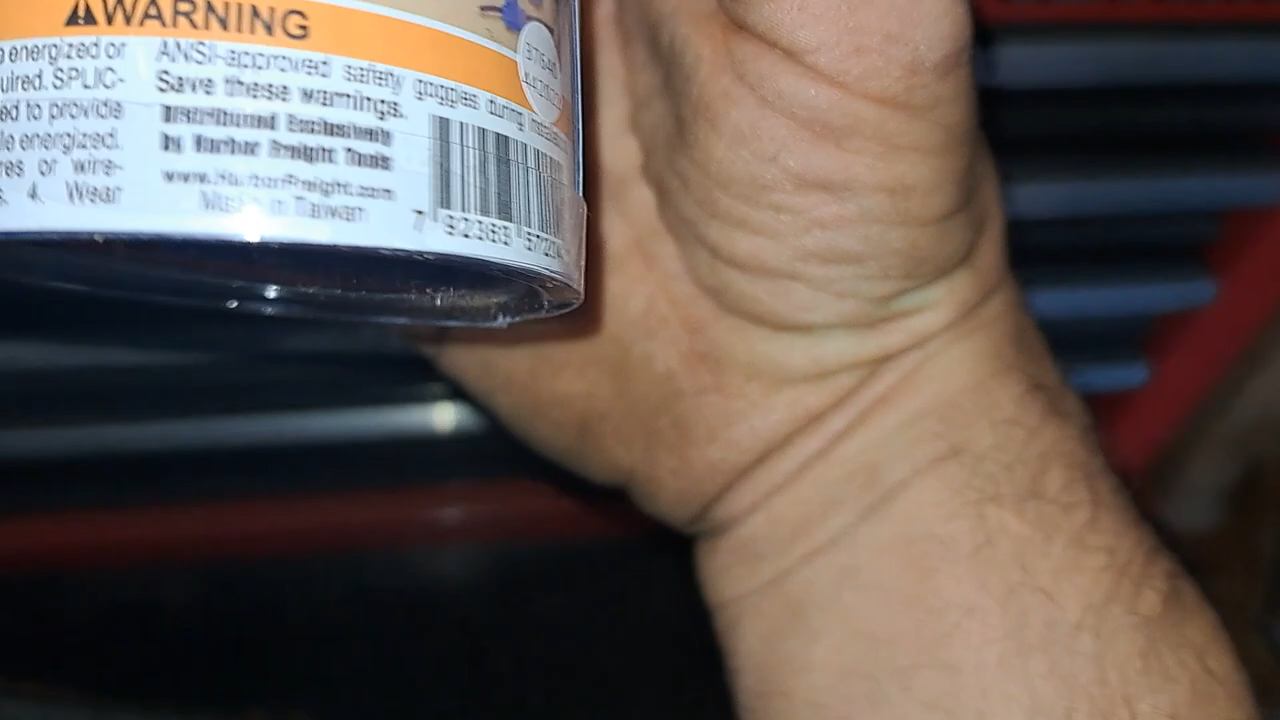 WARNING
energized or
uired. SPLIC-
ed to provide
le energized.
res or wire-
s. 4. Wear
ANSI-approved safety goggles during
Save these warnings.
Distributed Exclusively
by Harbor Freight Tools
www.HarborFreight.com
Made in Taiwan
7 92363